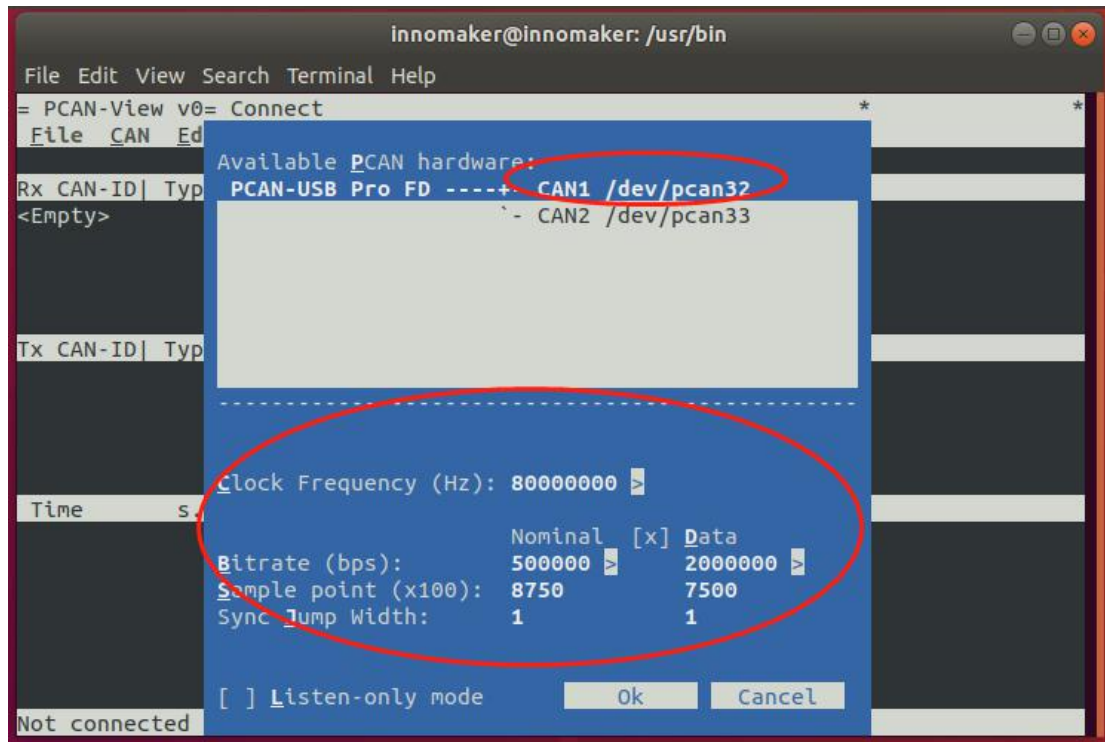 innomaker@innomaker: /usr/bin
File Edit View Search Terminal Help
= PCAN-View v0= Connect * *
File CAN Ed
Available PCAN hardware:
Rx CAN-ID| Typ PCAN-USB Pro FD ----+- CAN1 /dev/pcan32
<Empty> `- CAN2 /dev/pcan33
Tx CAN-ID| Typ
------------------------------------------------
Clock Frequency (Hz): 80000000 >
Time s.
Nominal [x] Data
Bitrate (bps): 500000 > 2000000 >
Sample point (x100): 8750 7500
Sync Jump Width: 1 1
[ ] Listen-only mode Ok Cancel
Not connected